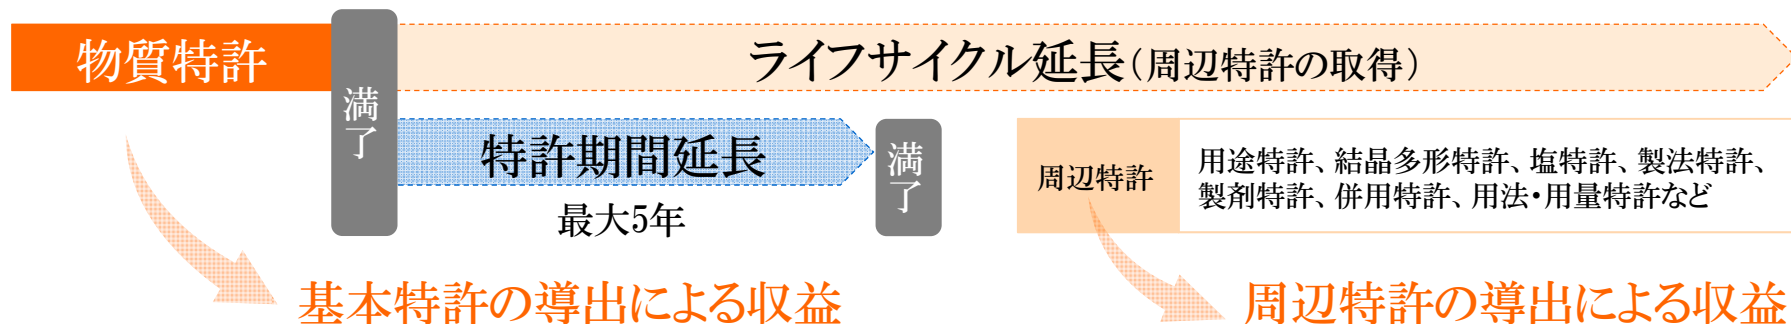 物質特許
満了
ライフサイクル延長（周辺特許の取得）
特許期間延長
最大5年
満了
周辺特許
用途特許、結晶多形特許、塩特許、製法特許、
製剤特許、併用特許、用法・用量特許など
基本特許の導出による収益
周辺特許の導出による収益